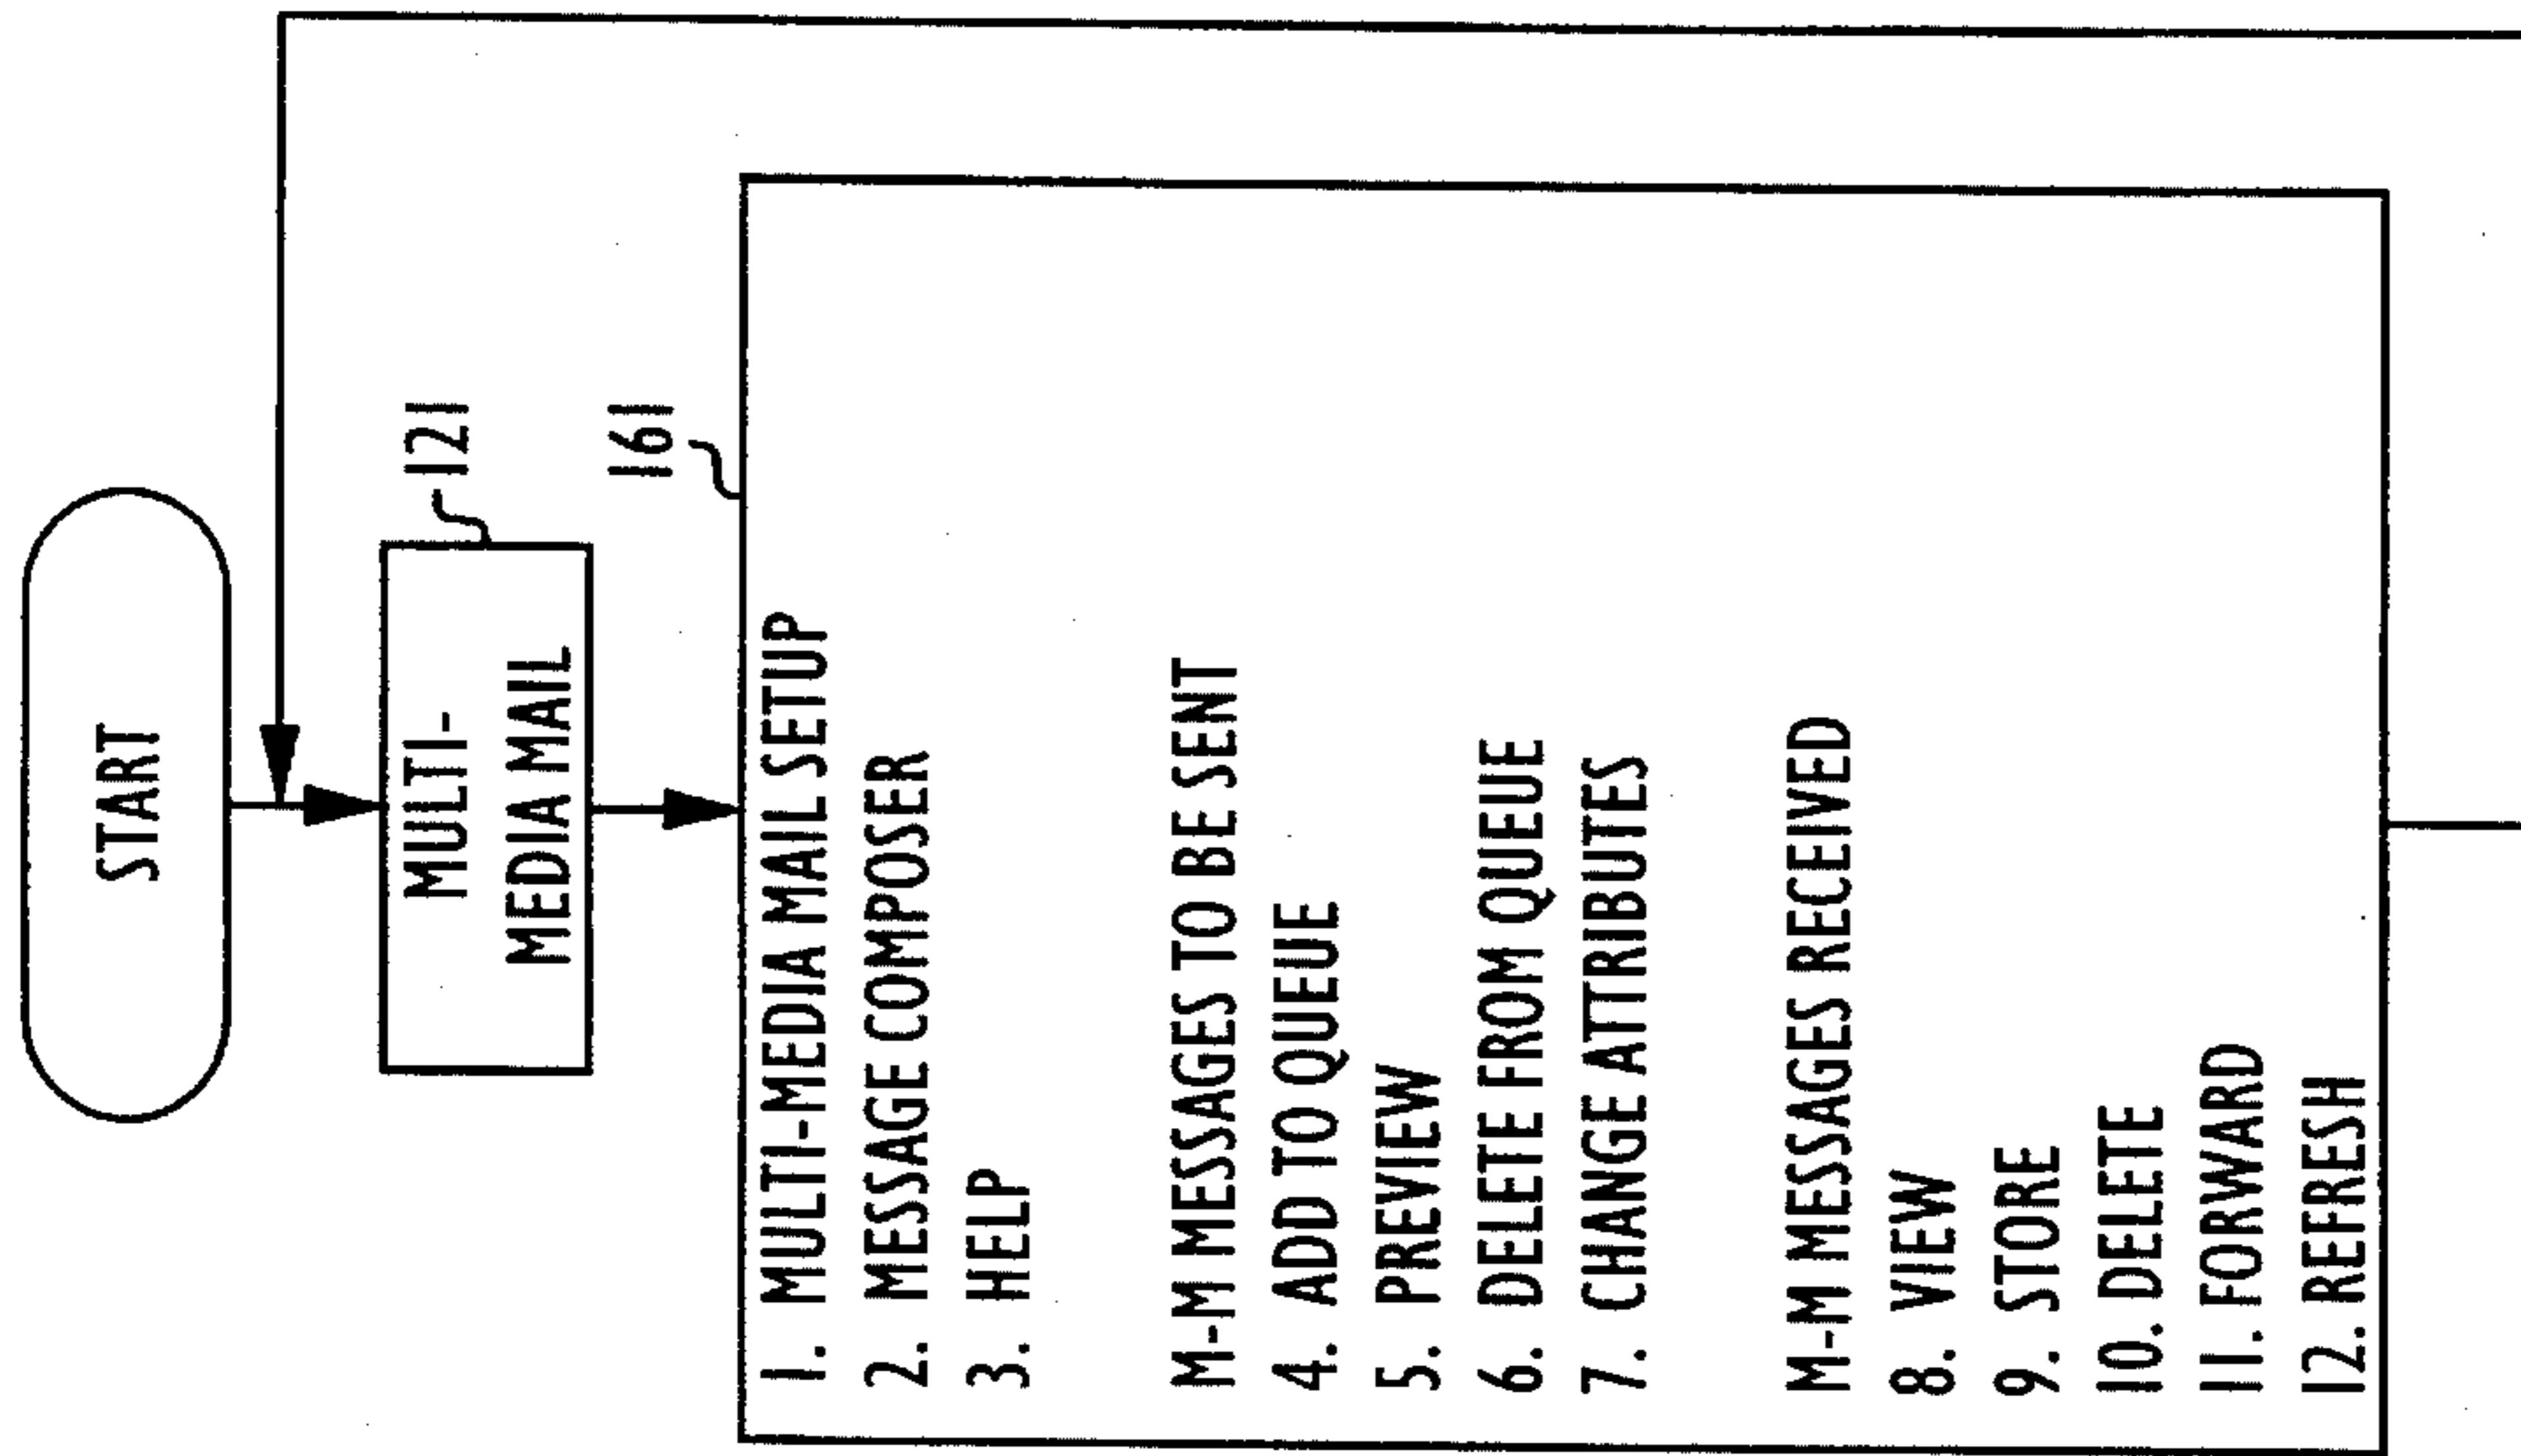 START
MULTI-
MEDIA MAIL
121
161
1. MULTI-MEDIA MAIL SETUP
2. MESSAGE COMPOSER
3. HELP
M-M MESSAGES TO BE SENT
4. ADD TO QUEUE
5. PREVIEW
6. DELETE FROM QUEUE
7. CHANGE ATTRIBUTES
M-M MESSAGES RECEIVED
8. VIEW
9. STORE
10. DELETE
11. FORWARD
12. REFRESH